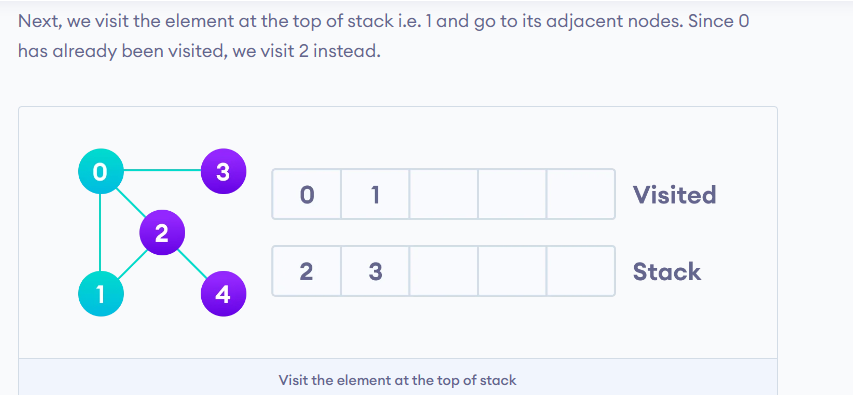 Next, we visit the element at the top of stack i.e. 1 and go to its adjacent nodes. Since 0
has already been visited, we visit 2 instead.
0 3
0 1 Visited
2
2 3 Stack
1 4
Visit the element at the top of stack